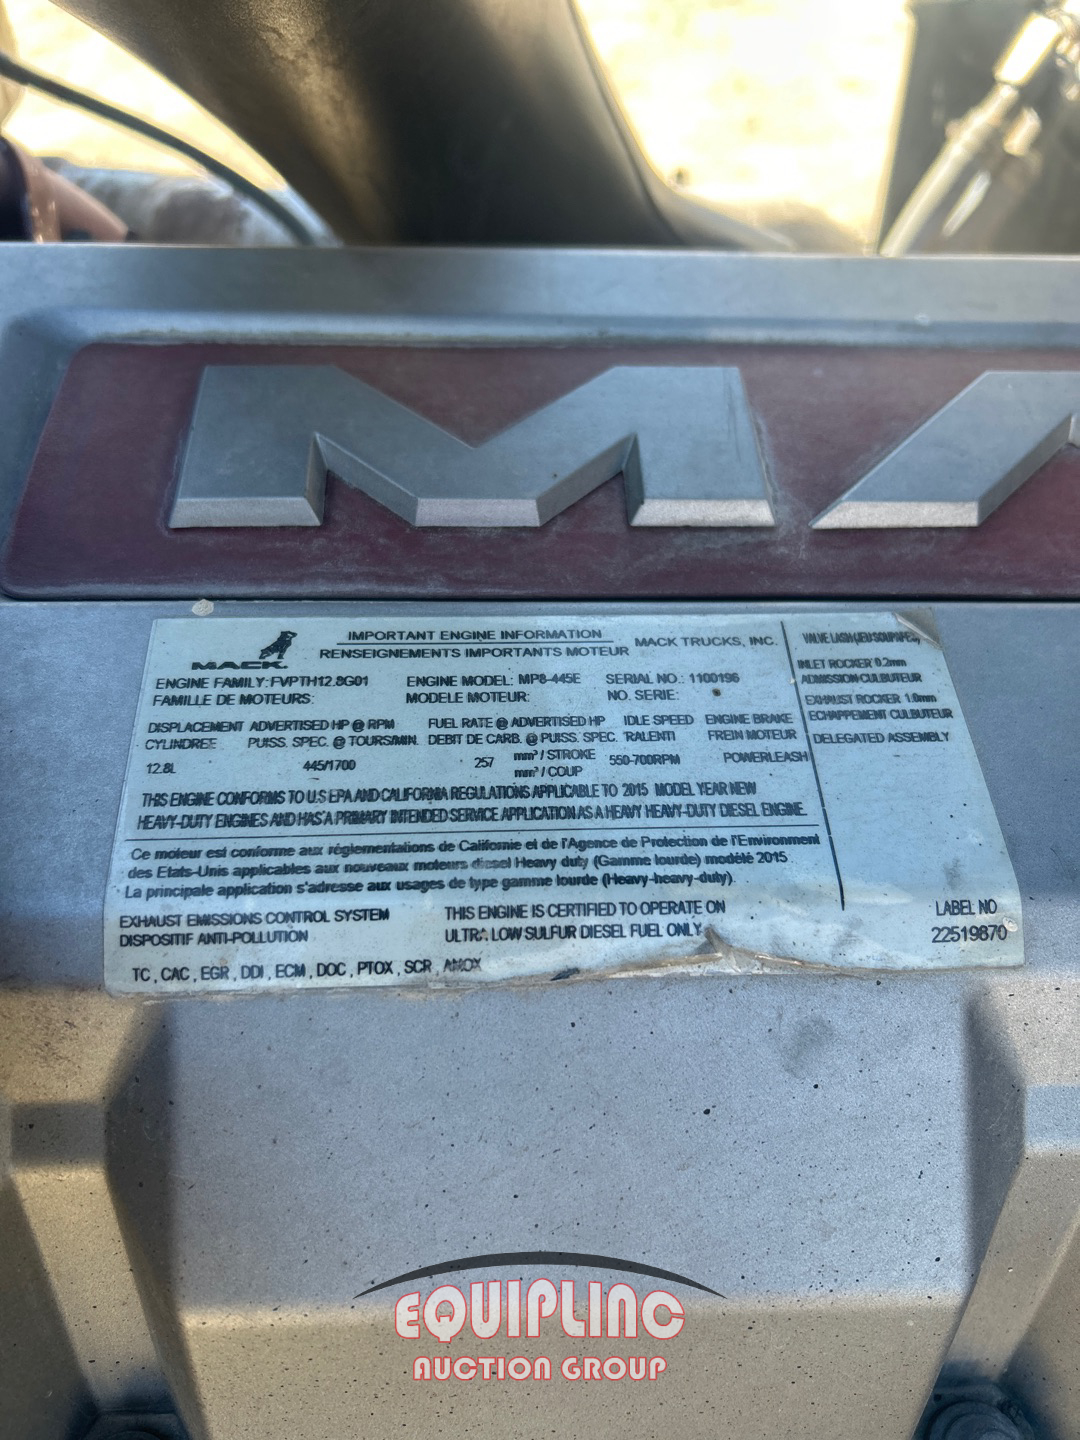 MA
IMPORTANT ENGINE INFORMATION
RENSEIGNEMENTS IMPORTANTS MOTEUR
MACK TRUCKS, INC.
MACK.
ENGINE FAMILY: FVPTH12.8G01 ENGINE MODEL: MP8-445E SERIAL NO.: 1100196
FAMILLE DE MOTEURS: MODELE MOTEUR: NO. SERIE:
DISPLACEMENT ADVERTISED HP @ RPM FUEL RATE @ ADVERTISED HP IDLE SPEED ENGINE BRAKE
CYLINDREE PUISS. SPEC. @ TOURS/MIN. DEBIT DE CARB. @ PUISS. SPEC. RALENTI FREIN MOTEUR
12.8L 445/1700 257 mm³ / STROKE 550-700RPM POWERLEASH
mm³ / COUP
THIS ENGINE CONFORMS TO U.S EPA AND CALIFORNIA REGULATIONS APPLICABLE TO 2015 MODEL YEAR NEW
HEAVY-DUTY ENGINES AND HAS A PRIMARY INTENDED SERVICE APPLICATION AS A HEAVY HEAVY-DUTY DIESEL ENGINE.
Ce moteur est conforme aux réglementations de Californie et de l'Agence de Protection de l'Environment
des Etats-Unis applicables aux nouveaux moteurs diesel Heavy duty (Gamme lourde) modèlé 2015
La principale application s'adresse aux usages de type gamme lourde (Heavy-heavy-duty).
EXHAUST EMISSIONS CONTROL SYSTEM
DISPOSITIF ANTI-POLLUTION
THIS ENGINE IS CERTIFIED TO OPERATE ON
ULTRA LOW SULFUR DIESEL FUEL ONLY
TC , CAC , EGR , DDI , ECM , DOC , PTOX , SCR , AMOX
VALVE LASH
INLET ROCKER 0.2mm
ADMISSION CULBUTEUR
EXHAUST ROCKER 1.0mm
ECHAPPEMENT CULBUTEUR
DELEGATED ASSEMBLY
LABEL NO
22519870
EQUIPLINC
AUCTION GROUP